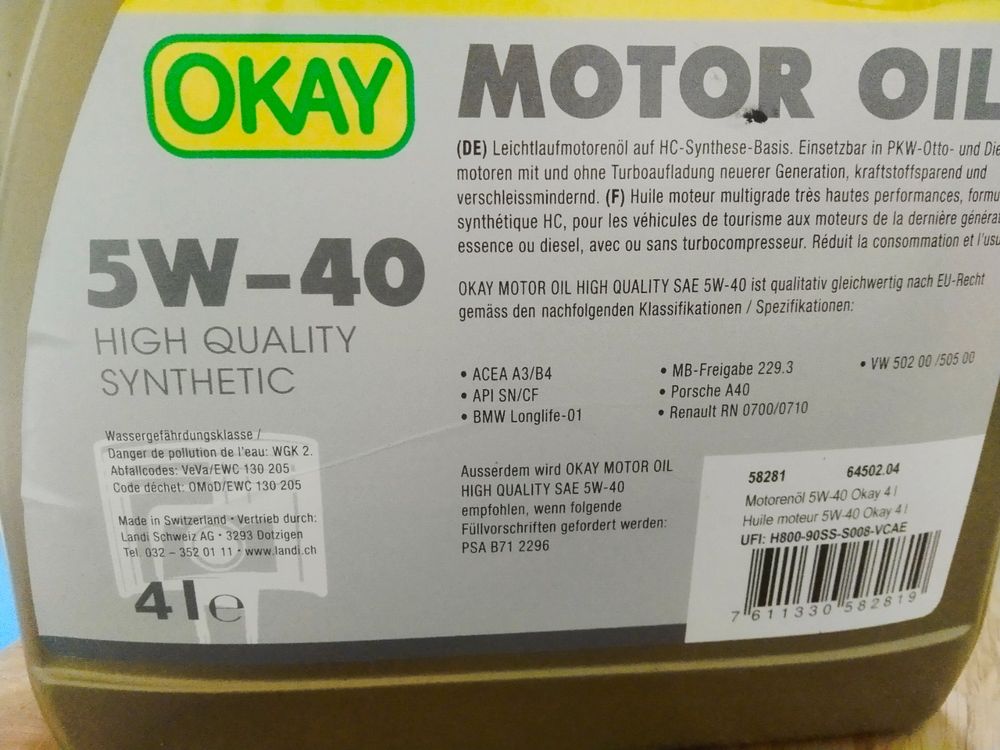 OKAY
MOTOR OIL
(DE) Leichtlaufmotorenöl auf HC-Synthese-Basis. Einsetzbar in PKW-Otto- und
motoren mit und ohne Turboaufladung neuerer Generation, kraftstoffsparend und
verschleissmindernd. (F) Huile moteur multigrade très hautes performances,
synthétique HC, pour les véhicules de tourisme aux moteurs de la dernière
essence ou diesel, avec ou sans turbocompresseur. Réduit la consommation et
5W-40
HIGH QUALITY
SYNTHETIC
OKAY MOTOR OIL HIGH QUALITY SAE 5W-40 ist qualitativ gleichwertig nach EU-Recht
gemäss den nachfolgenden Klassifikationen / Spezifikationen:
• ACEA A3/B4
• API SN/CF
• BMW Longlife-01
• MB-Freigabe 229.3
• Porsche A40
• Renault RN 0700/0710
• VW 502 00 /505 00
Wassergefährdungsklasse /
Danger de pollution de l'eau: WGK 2.
Abfallcodes: VeVa/EWC 130 205
Code déchet: OMoD/EWC 130 205
Made in Switzerland · Vertrieb durch:
Landi Schweiz AG · 3293 Dotzigen
Tel. 032 – 352 01 11 · www.landi.ch
4 l e
Ausserdem wird OKAY MOTOR OIL
HIGH QUALITY SAE 5W-40
empfohlen, wenn folgende
Füllvorschriften gefordert werden:
PSA B71 2296
58281 64502.04
Motorenöl 5W-40 Okay 4 l
Huile moteur 5W-40 Okay 4 l
UFI: H800-90SS-S008-VCAE
7 611330 582819